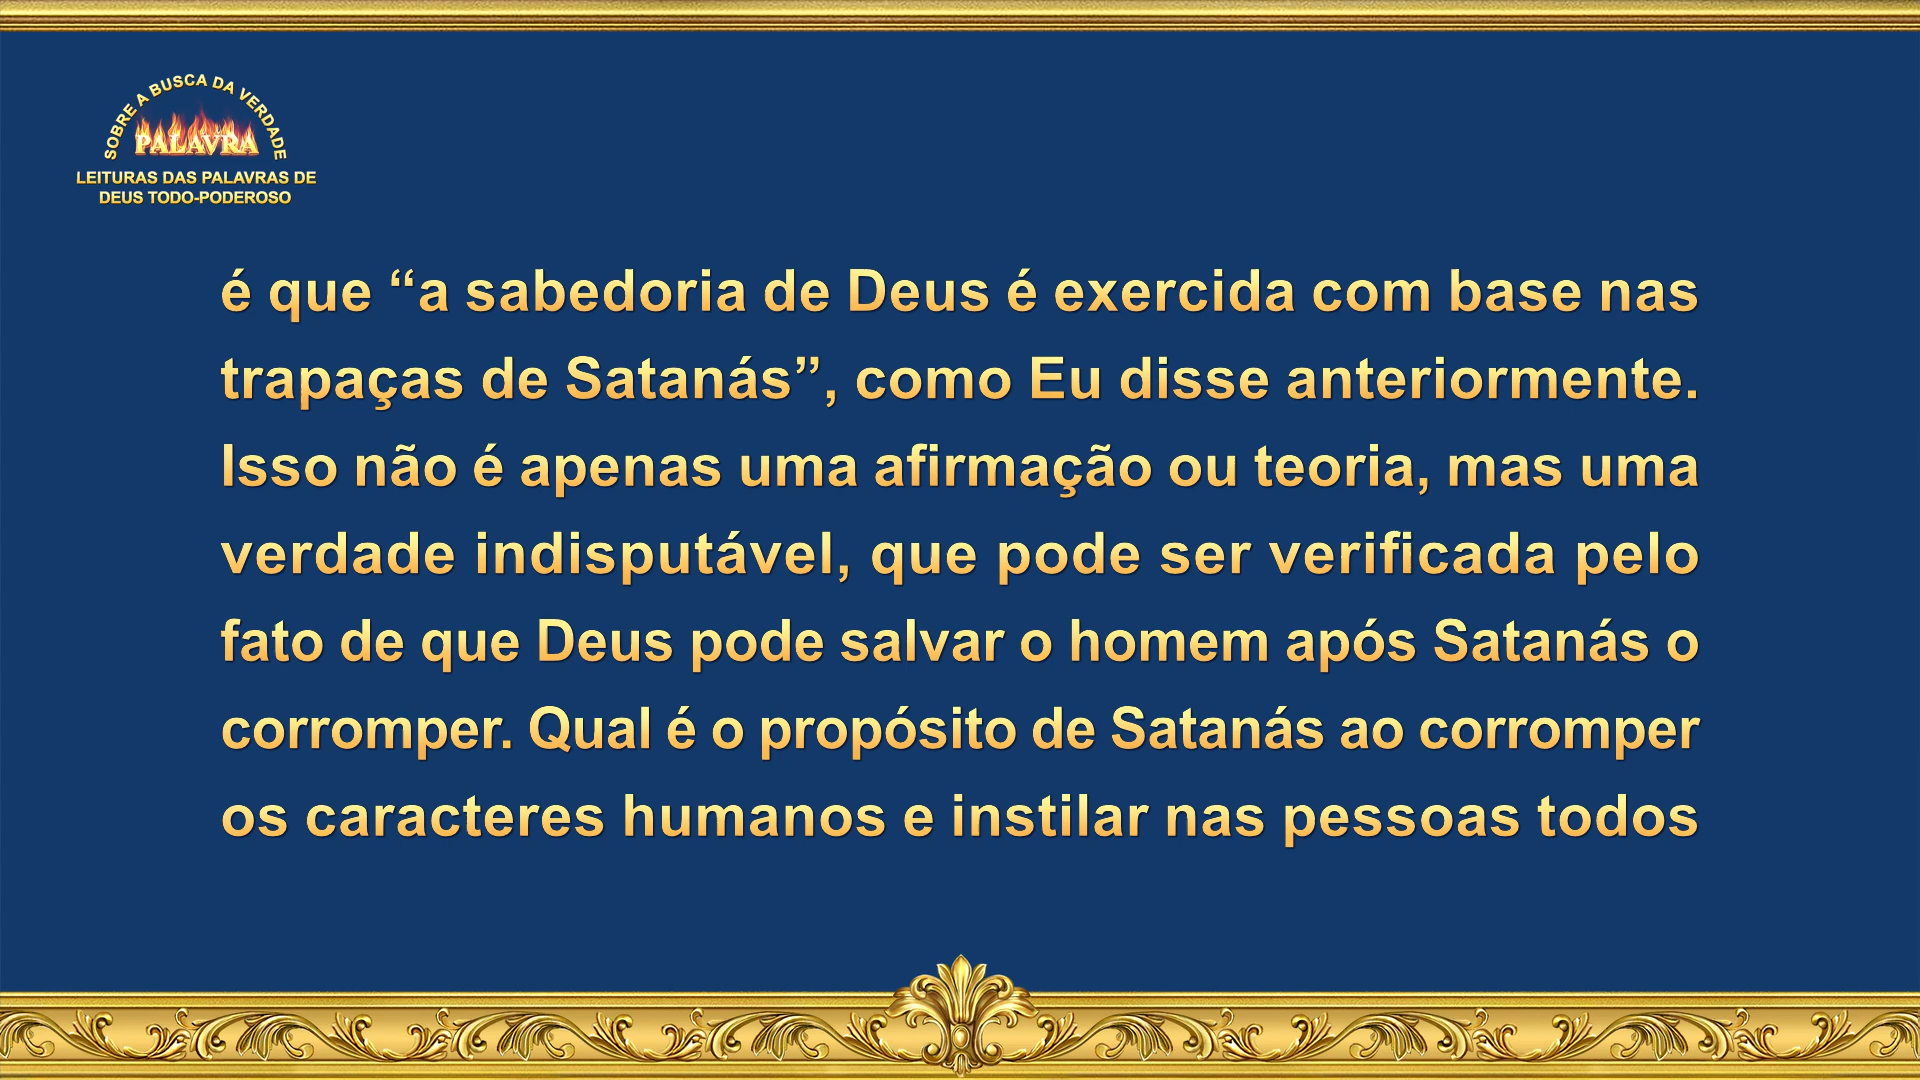 SOBRE A BUSCA DA VERDADE
PALAVRA
LEITURAS DAS PALAVRAS DE
DEUS TODO-PODEROSO
é que “a sabedoria de Deus é exercida com base nas
trapaças de Satanás”, como Eu disse anteriormente.
Isso não é apenas uma afirmação ou teoria, mas uma
verdade indisputável, que pode ser verificada pelo
fato de que Deus pode salvar o homem após Satanás o
corromper. Qual é o propósito de Satanás ao corromper
os caracteres humanos e instilar nas pessoas todos